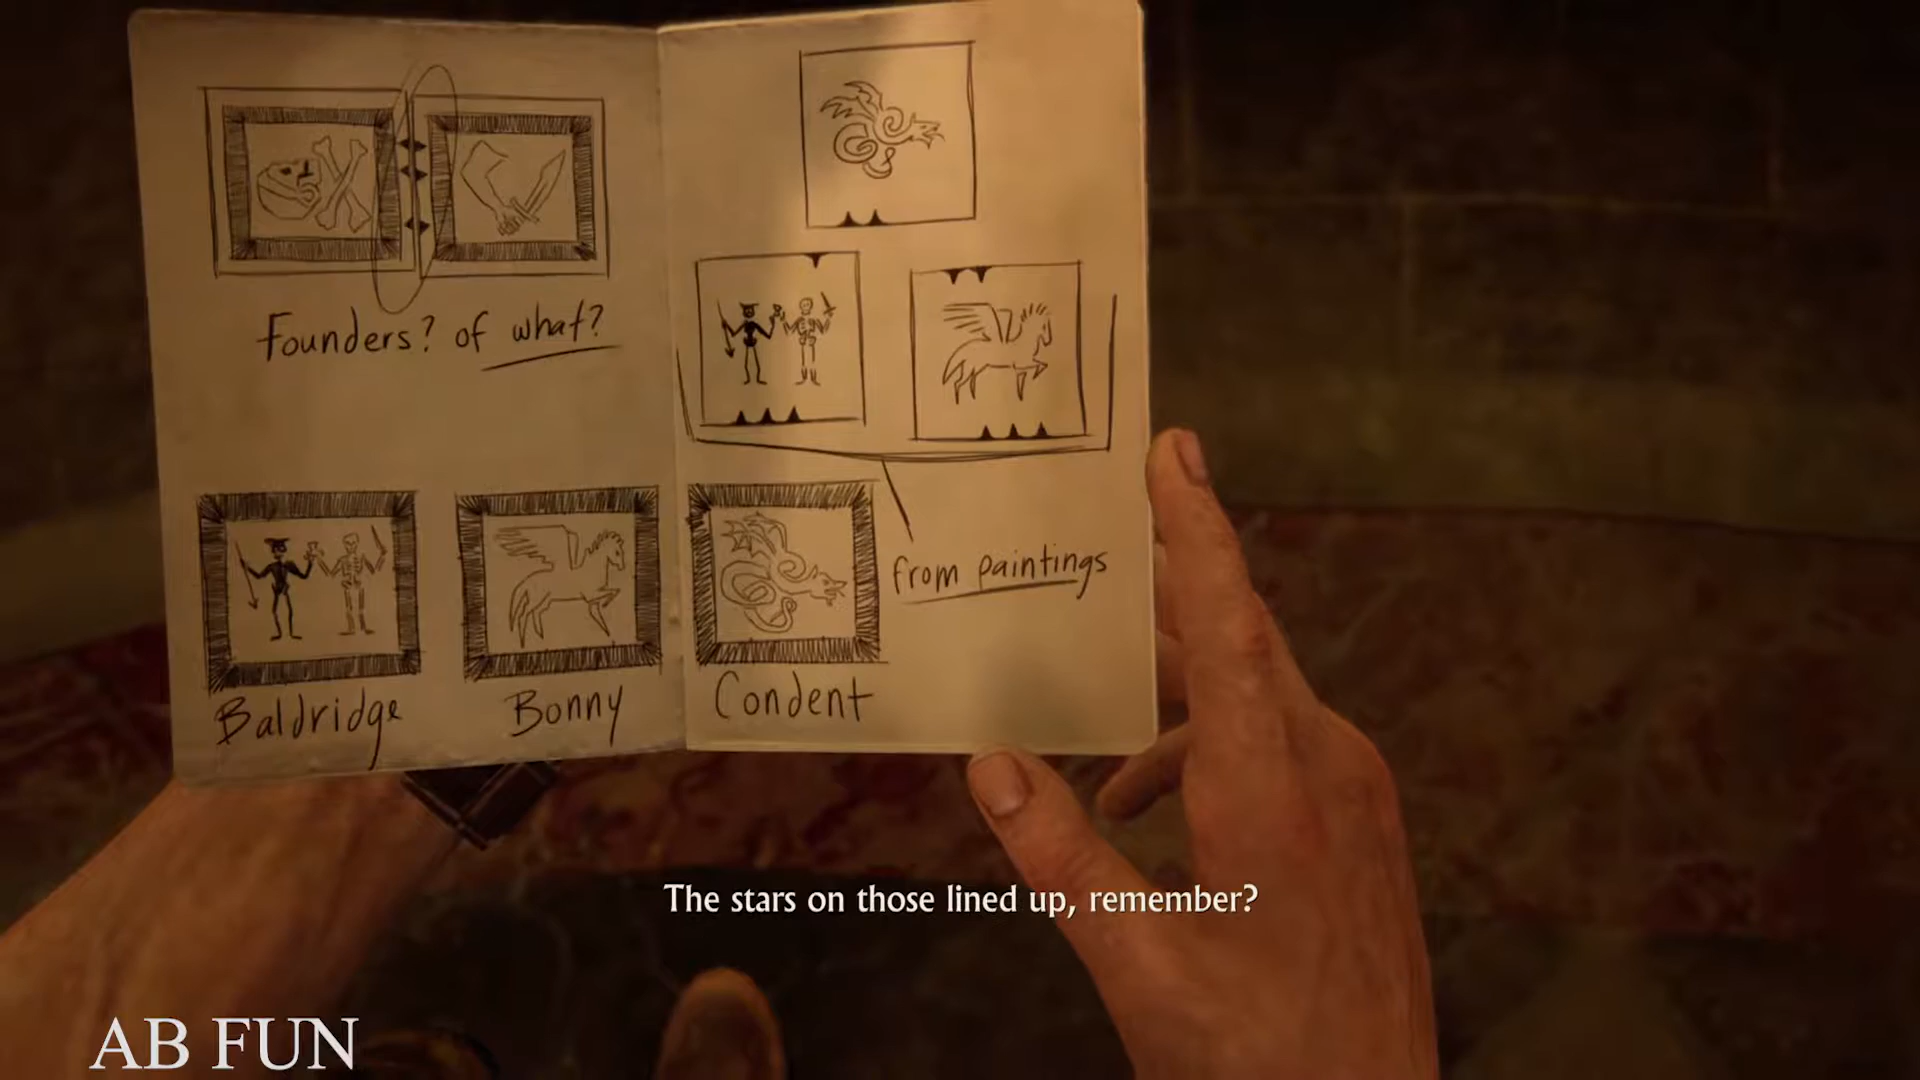 Founders? of what?
from paintings
Baldridge
Bonny
Condent
The stars on those lined up, remember?
AB FUN